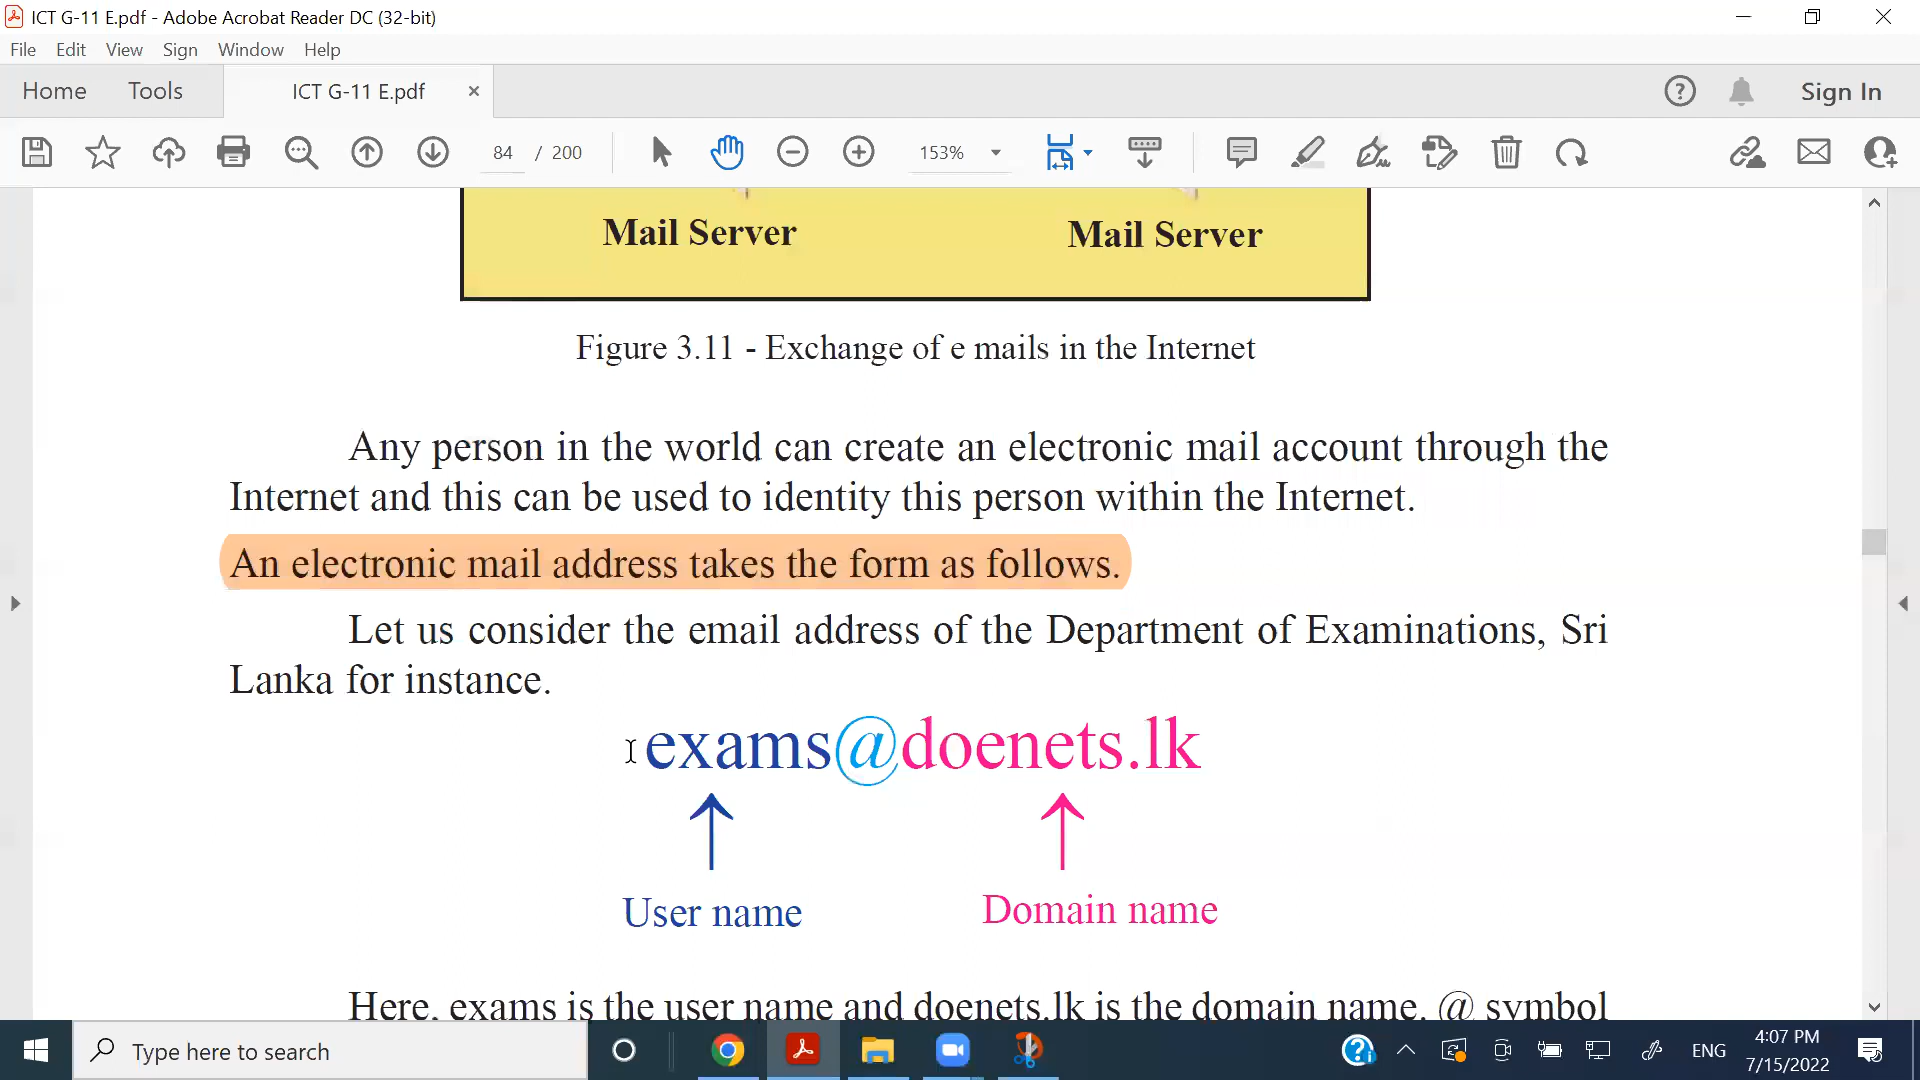 ICT G-11 E.pdf - Adobe Acrobat Reader DC (32-bit)
File Edit View Sign Window Help
Home Tools ICT G-11 E.pdf × Sign In
84 / 200 153%
Mail Server Mail Server
Figure 3.11 - Exchange of e mails in the Internet
Any person in the world can create an electronic mail account through the
Internet and this can be used to identity this person within the Internet.
An electronic mail address takes the form as follows.
Let us consider the email address of the Department of Examinations, Sri
Lanka for instance.
exams@doenets.lk
User name Domain name
Here, exams is the user name and doenets.lk is the domain name. @ symbol
Type here to search ENG 4:07 PM
7/15/2022